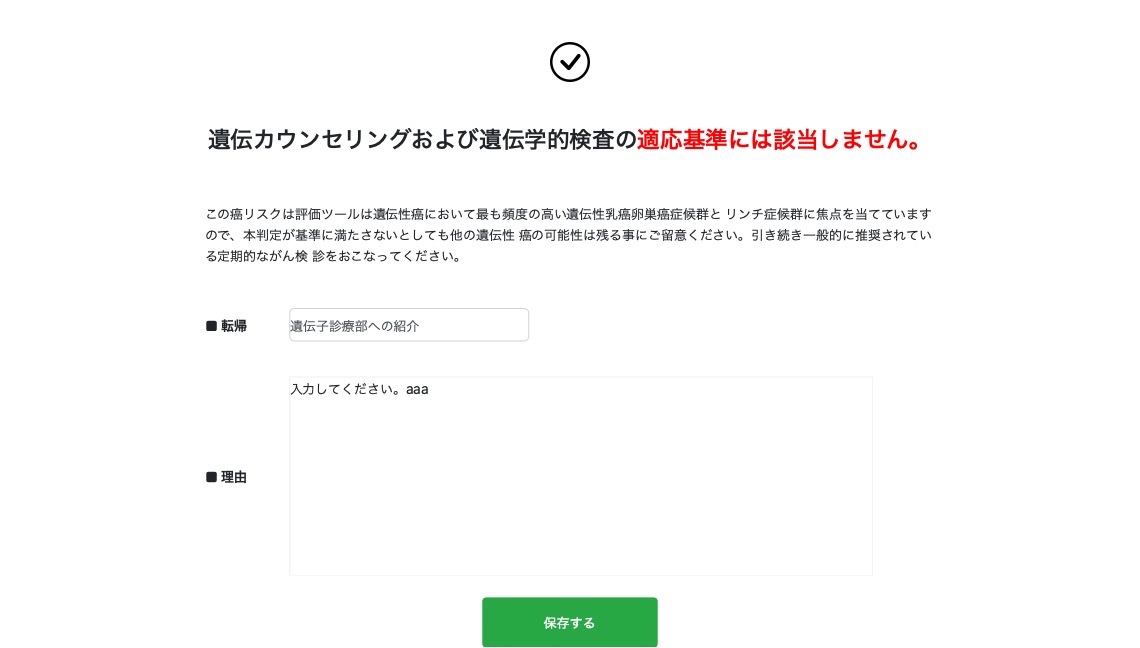 遺伝カウンセリングおよび遺伝学的検査の適応基準には該当しません。
この癌リスクは評価ツールは遺伝性癌において最も頻度の高い遺伝性乳癌卵巣癌症候群と リンチ症候群に焦点を当てています
ので、本判定が基準に満たさないとしても他の遺伝性 癌の可能性は残る事にご留意ください。引き続き一般的に推奨されてい
る定期的ながん検 診をおこなってください。
■ 転帰 遺伝子診療部への紹介
入力してください。aaa
■ 理由
保存する